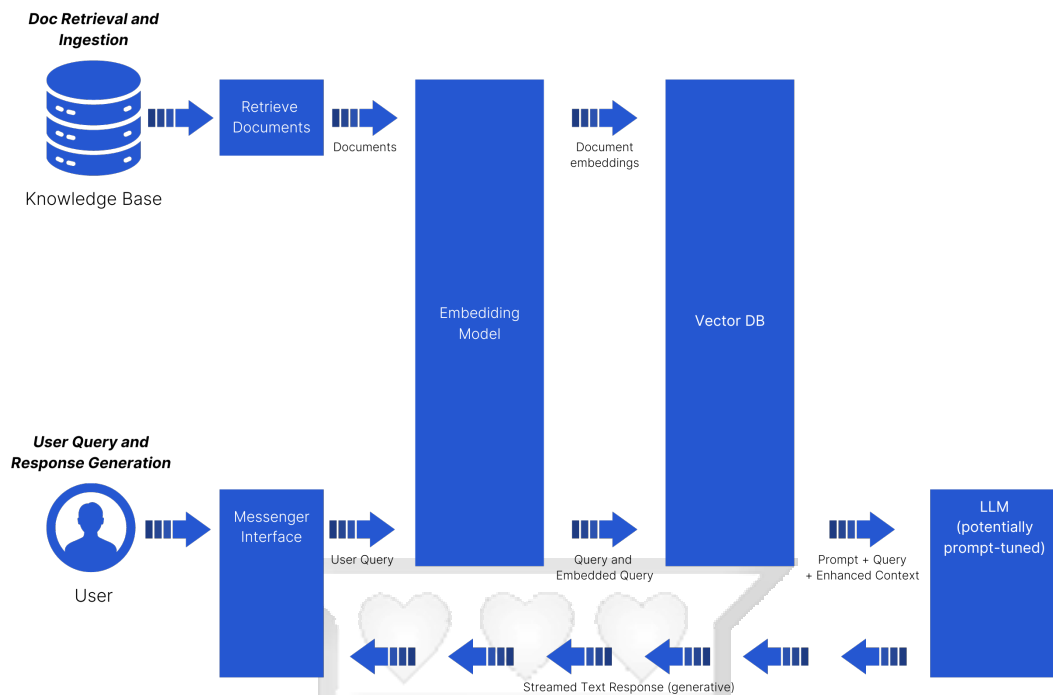 Doc Retrieval and
Ingestion
Retrieve
Documents
Documents
Document
embeddings
Knowledge Base
Embediding
Model
Vector DB
User Query and
Response Generation
Messenger
Interface
User Query
Query and
Embedded Query
Prompt + Query
+ Enhanced Context
LLM
(potentially
prompt-tuned)
User
Streamed Text Response (generative)